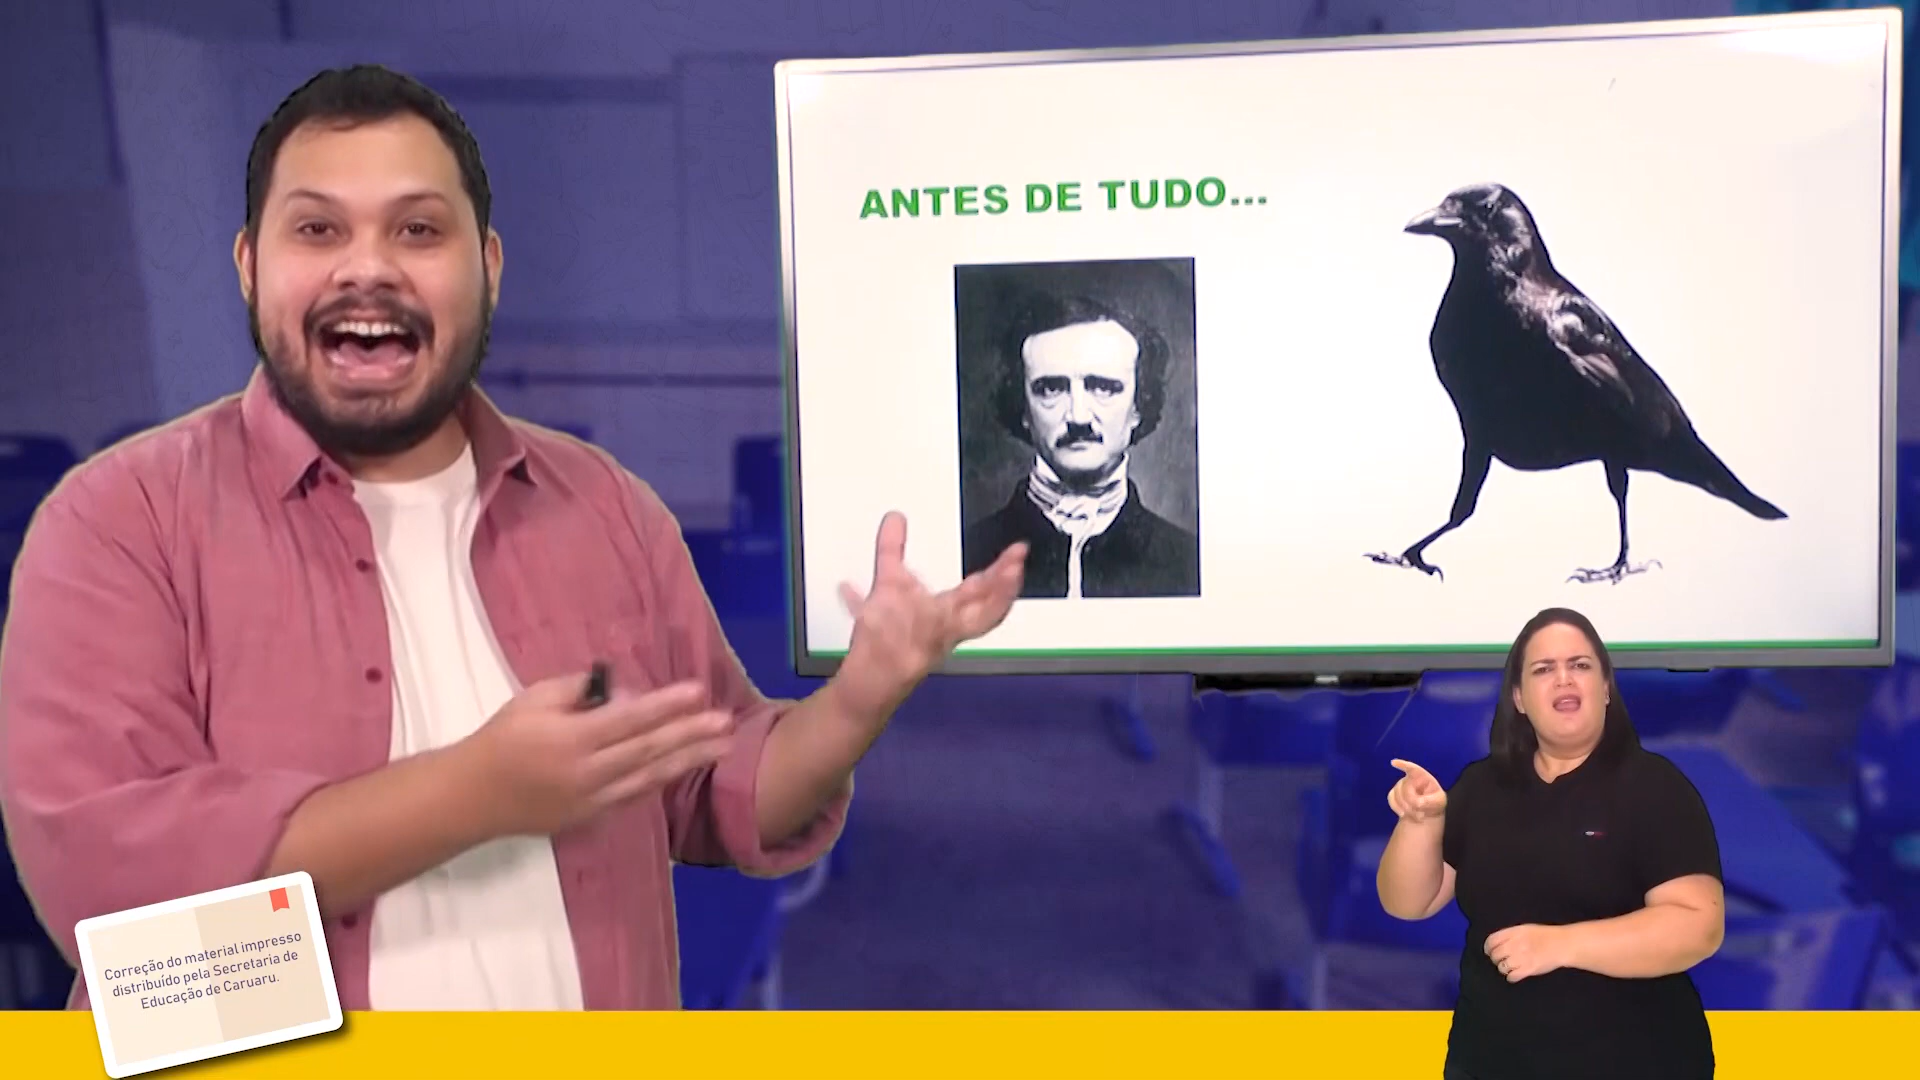 ANTES DE TUDO...
Correção do material impresso
distribuído pela Secretaria de
Educação de Caruaru.